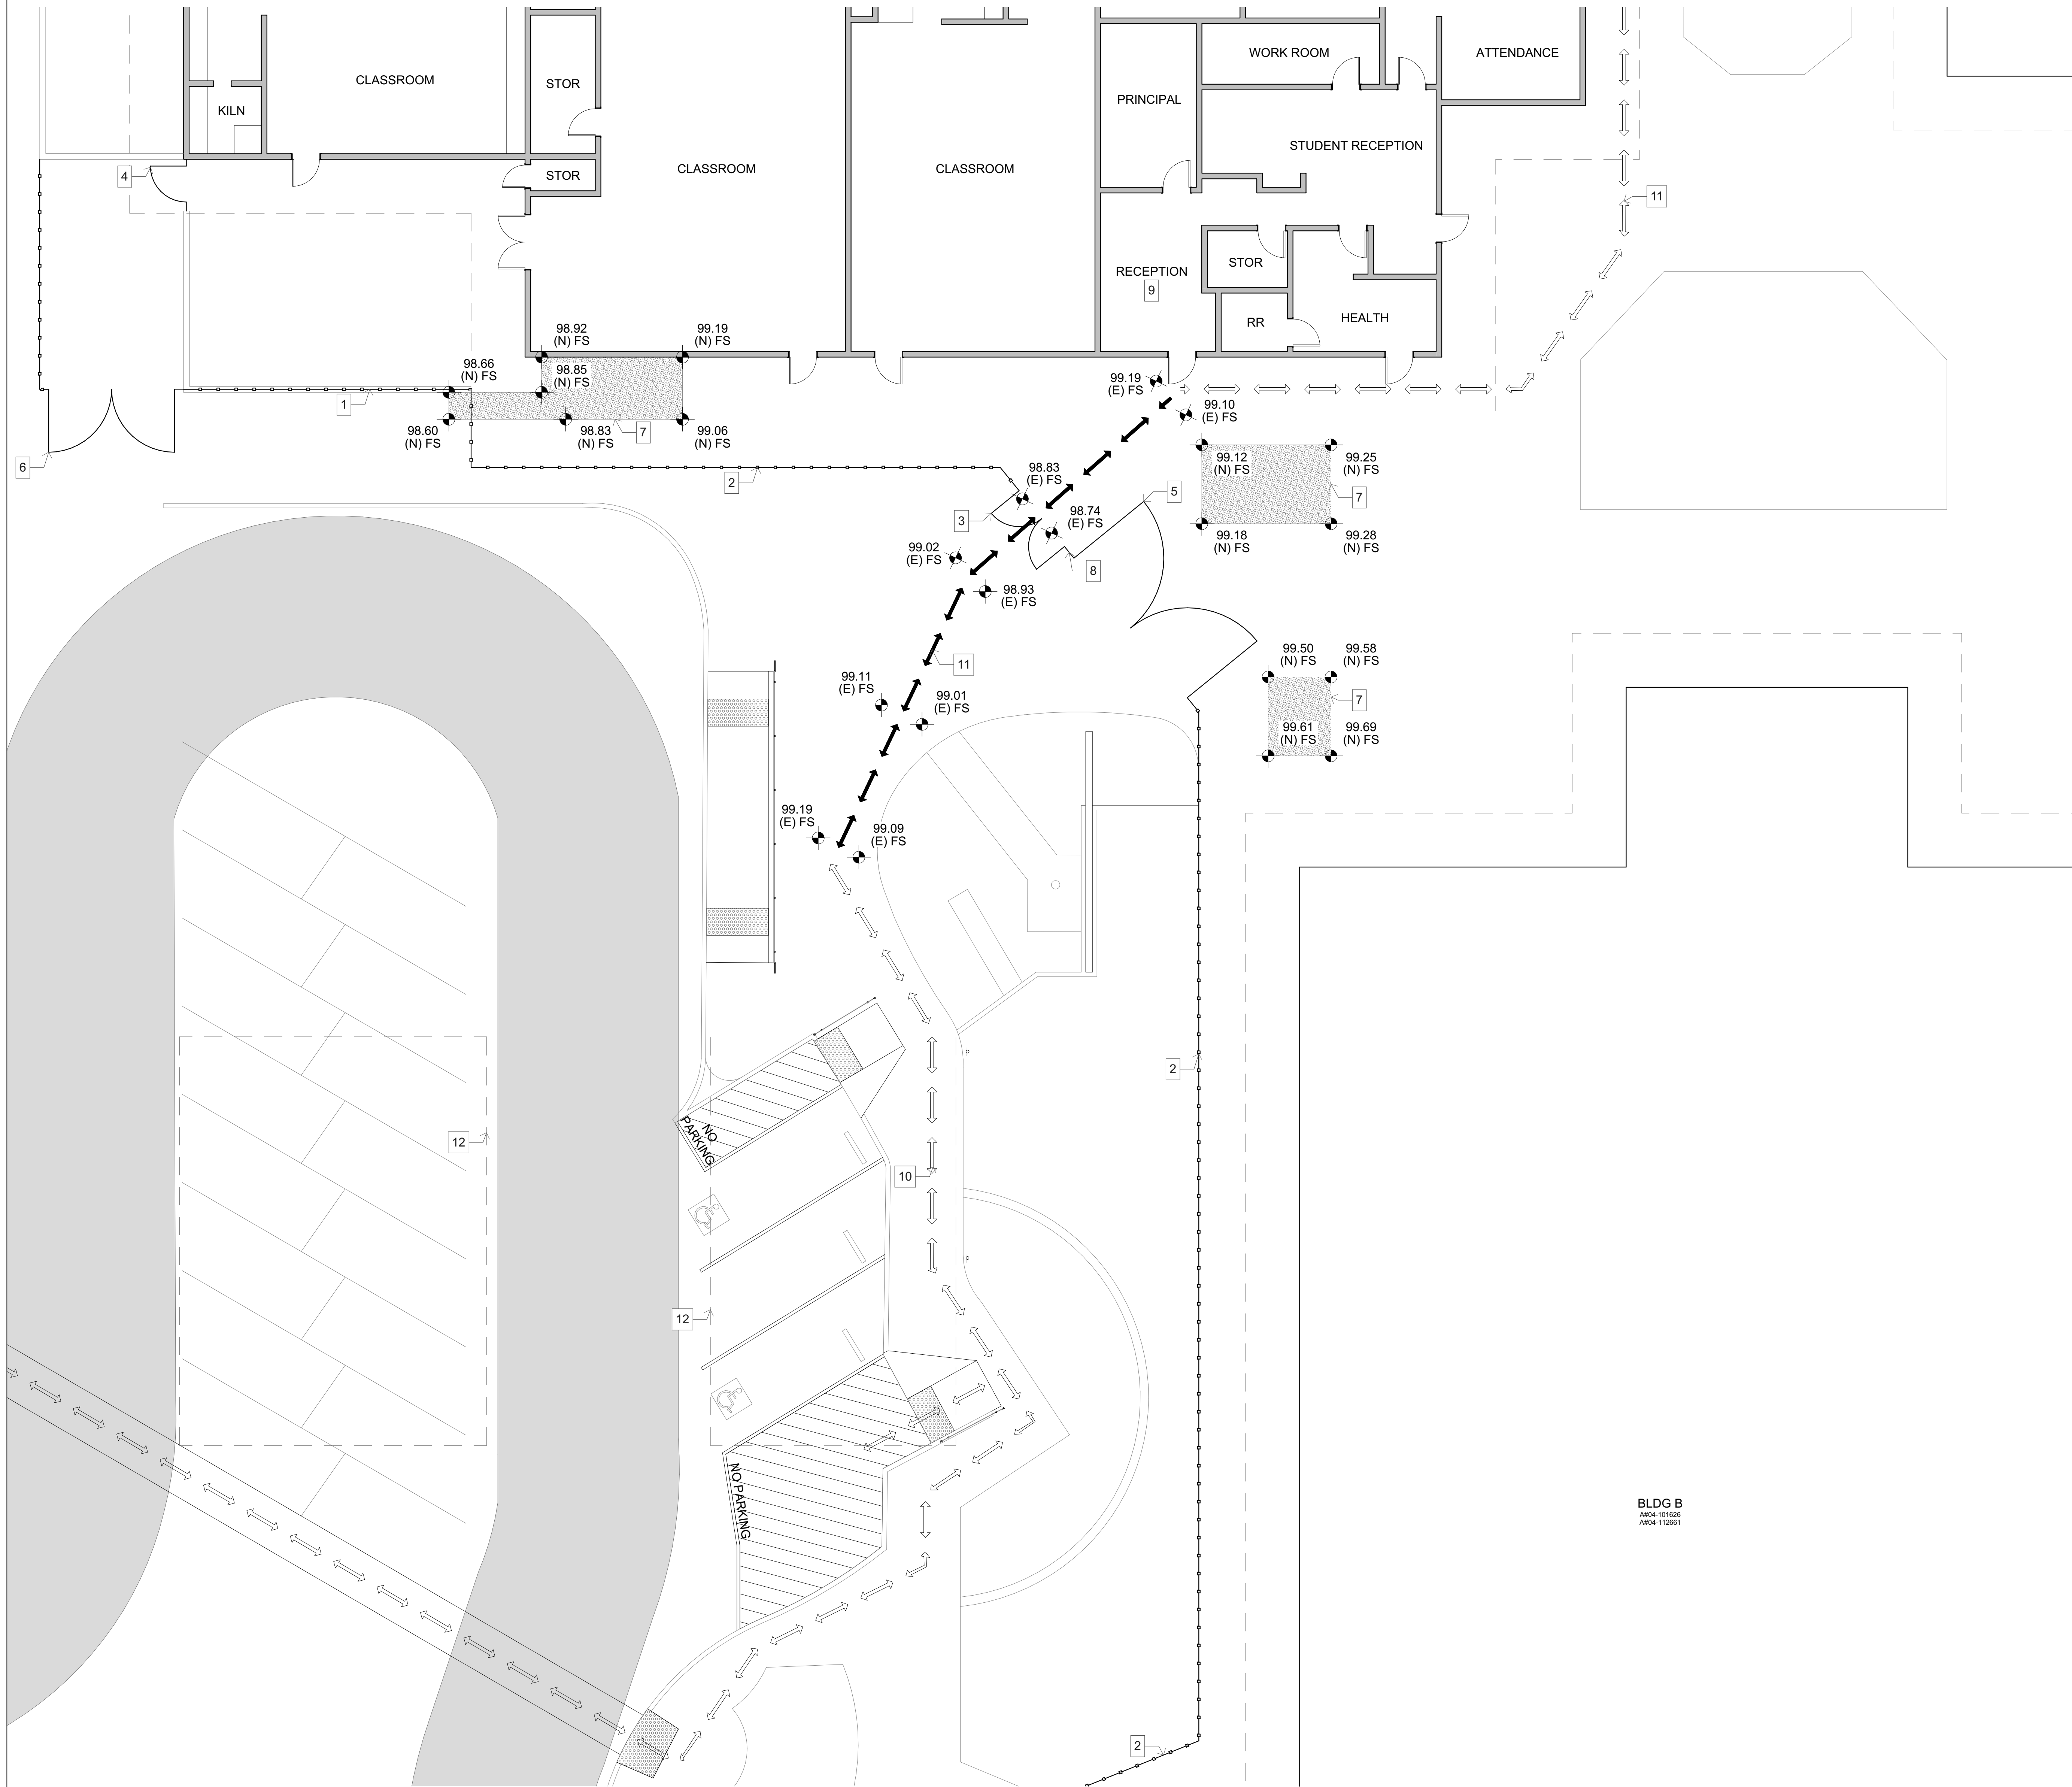 WORK ROOM
ATTENDANCE
CLASSROOM
STOR
KILN
PRINCIPAL
STUDENT RECEPTION
CLASSROOM
CLASSROOM
STOR
4
11
RECEPTION
9
STOR
RR
HEALTH
98.92
(N) FS
99.19
(N) FS
98.66
(N) FS
98.85
(N) FS
99.19
(E) FS
1
99.10
(E) FS
98.60
(N) FS
98.83
(N) FS
7
99.06
(N) FS
6
2
98.83
(E) FS
99.12
(N) FS
99.25
(N) FS
5
7
3
98.74
(E) FS
99.18
(N) FS
99.28
(N) FS
99.02
(E) FS
8
98.93
(E) FS
99.50
(N) FS
99.58
(N) FS
11
99.11
(E) FS
99.01
(E) FS
7
99.61
(N) FS
99.69
(N) FS
99.19
(E) FS
99.09
(E) FS
2
NO
PARKING
12
10
12
NO PARKING
BLDG B
A#04-101626
A#04-112661
2